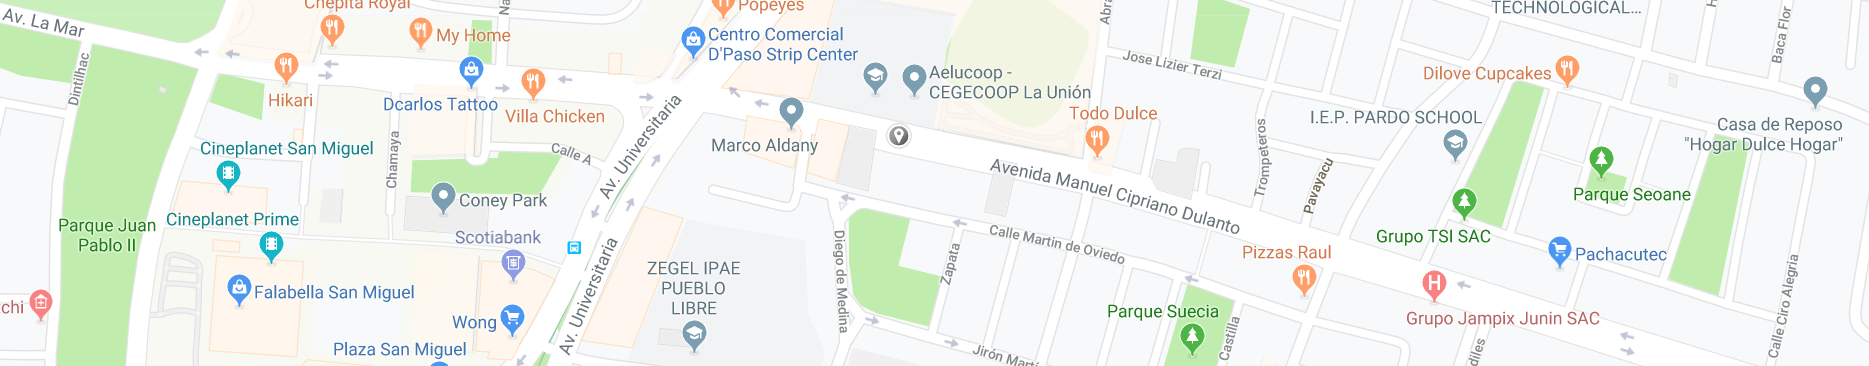 Chepita Royal
Popeyes
TECHNOLOGICAL...
Av. La Mar
My Home
Centro Comercial
D'Paso Strip Center
Baca Flor
Jose Lizier Terzi
Dintilhac
Hikari
Dcarlos Tattoo
Villa Chicken
Aelucoop -
CEGECOOP La Unión
Dilove Cupcakes
Todo Dulce
I.E.P. PARDO SCHOOL
Casa de Reposo
"Hogar Dulce Hogar"
Cineplanet San Miguel
Chamaya
Calle A
Av. Universitaria
Marco Aldany
Avenida Manuel Cipriano Dulanto
Trompeteros
Pavayacu
Parque Seoane
Coney Park
Cineplanet Prime
Parque Juan
Pablo II
Scotiabank
Av. Universitaria
Diego de Medina
Zapata
Calle Martin de Oviedo
Grupo TSI SAC
Pizzas Raul
Pachacutec
ZEGEL IPAE
PUEBLO
LIBRE
Falabella San Miguel
Wong
Plaza San Miguel
Parque Suecia
Castilla
Grupo Jampix Junin SAC
Calle Ciro Alegria
Jirón Martí